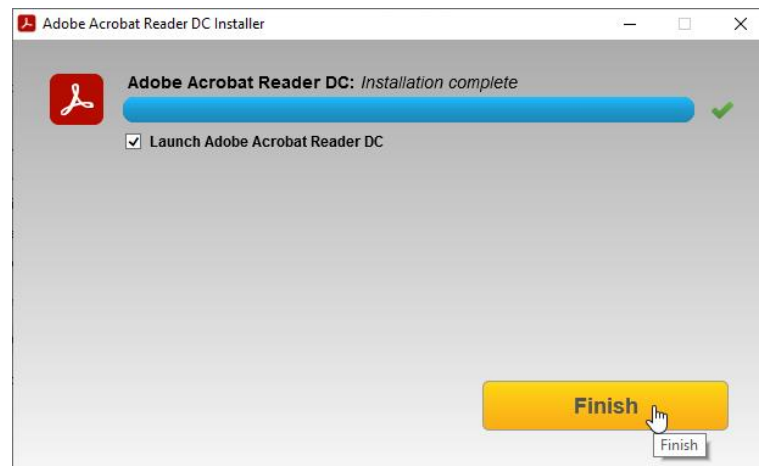 Adobe Acrobat Reader DC Installer
Adobe Acrobat Reader DC: Installation complete
Launch Adobe Acrobat Reader DC
Finish
Finish